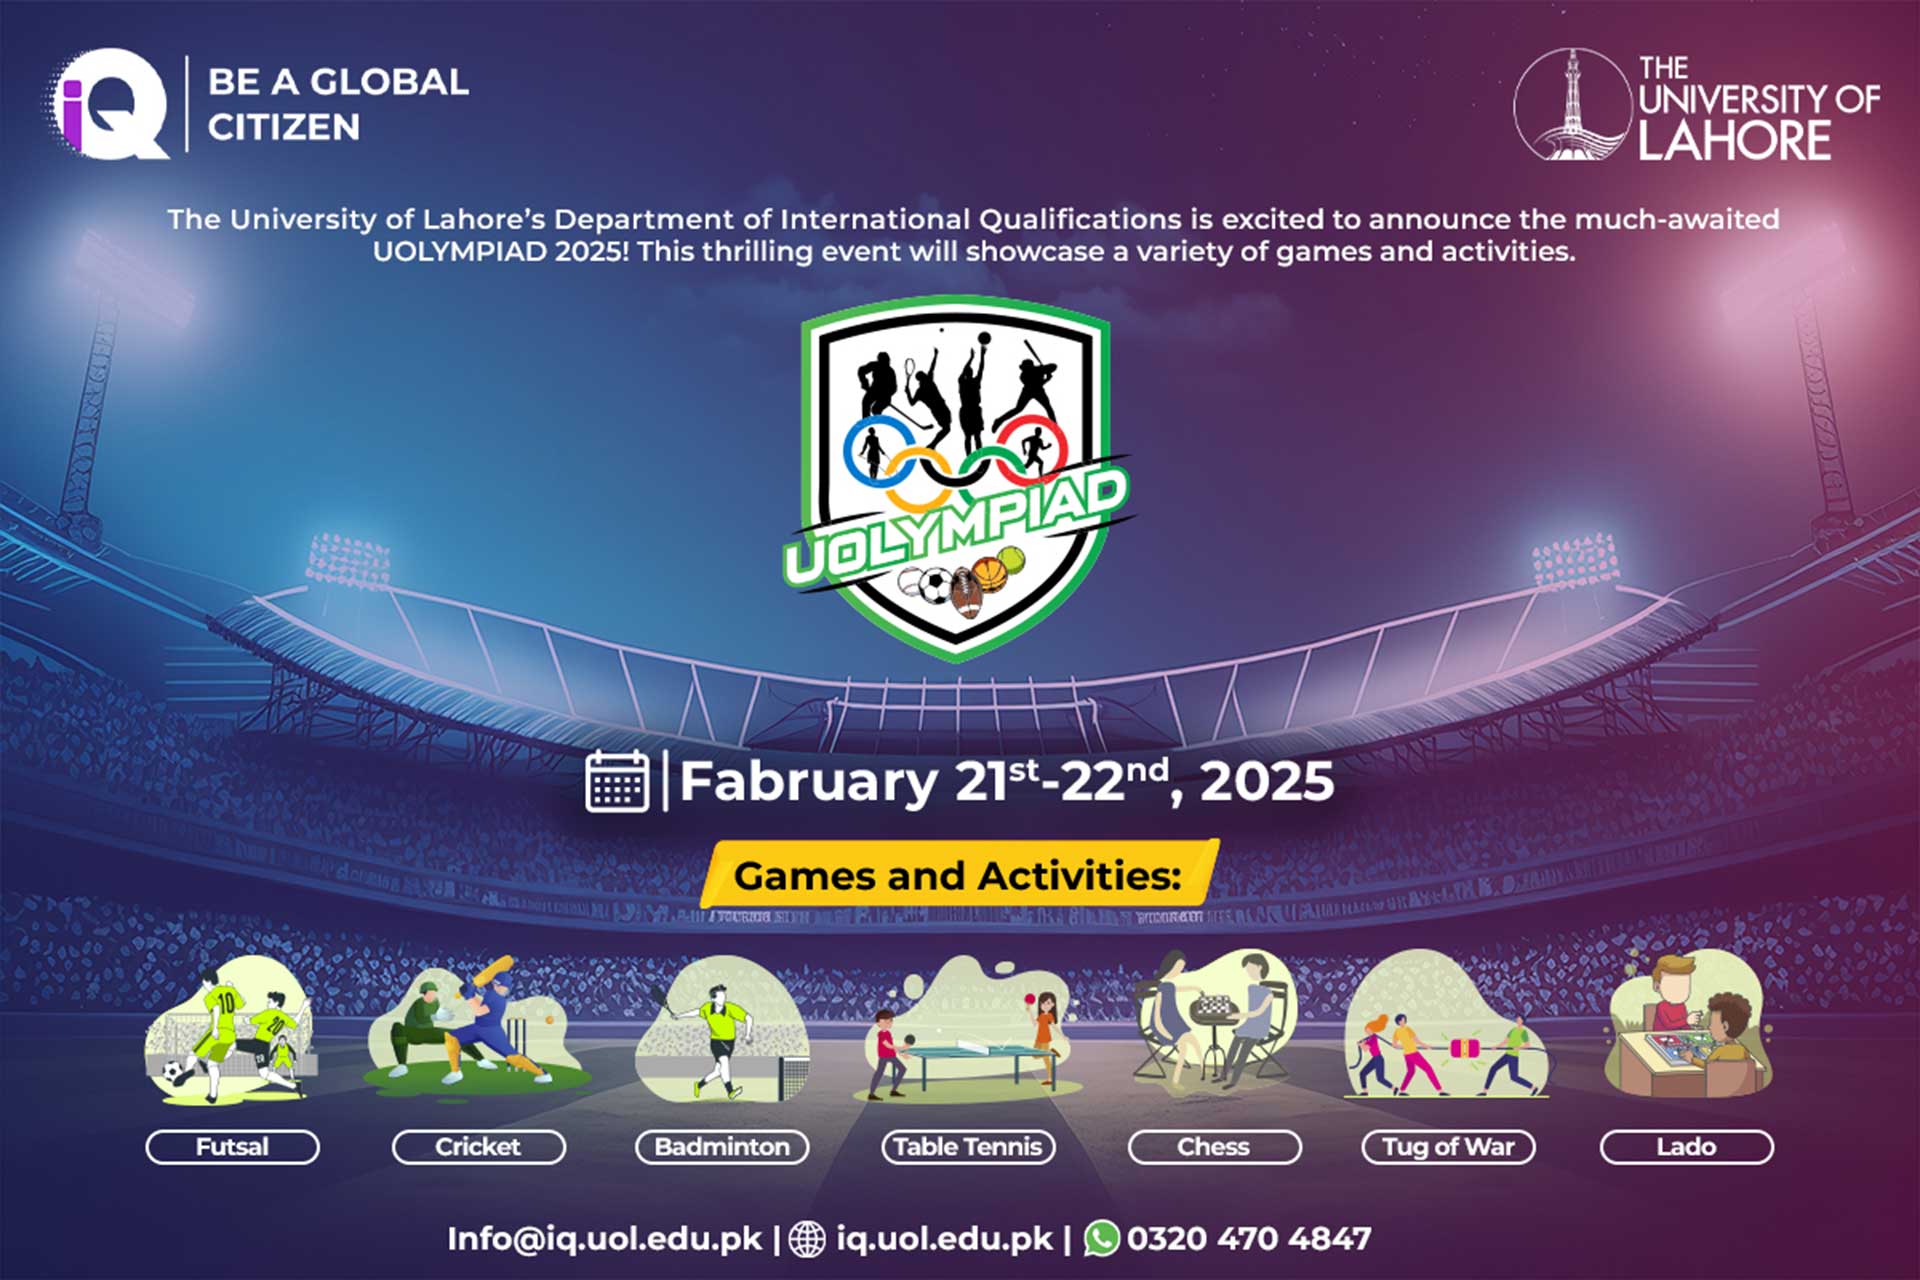 iQ
BE A GLOBAL
CITIZEN
THE
UNIVERSITY OF
LAHORE
The University of Lahore’s Department of International Qualifications is excited to announce the much-awaited
UOLYMPIAD 2025! This thrilling event will showcase a variety of games and activities.
UOLYMPIAD
Fabruary 21st-22nd, 2025
Games and Activities:
10
20
Futsal
Cricket
Badminton
Table Tennis
Chess
Tug of War
Lado
Info@iq.uol.edu.pk | iq.uol.edu.pk | 0320 470 4847